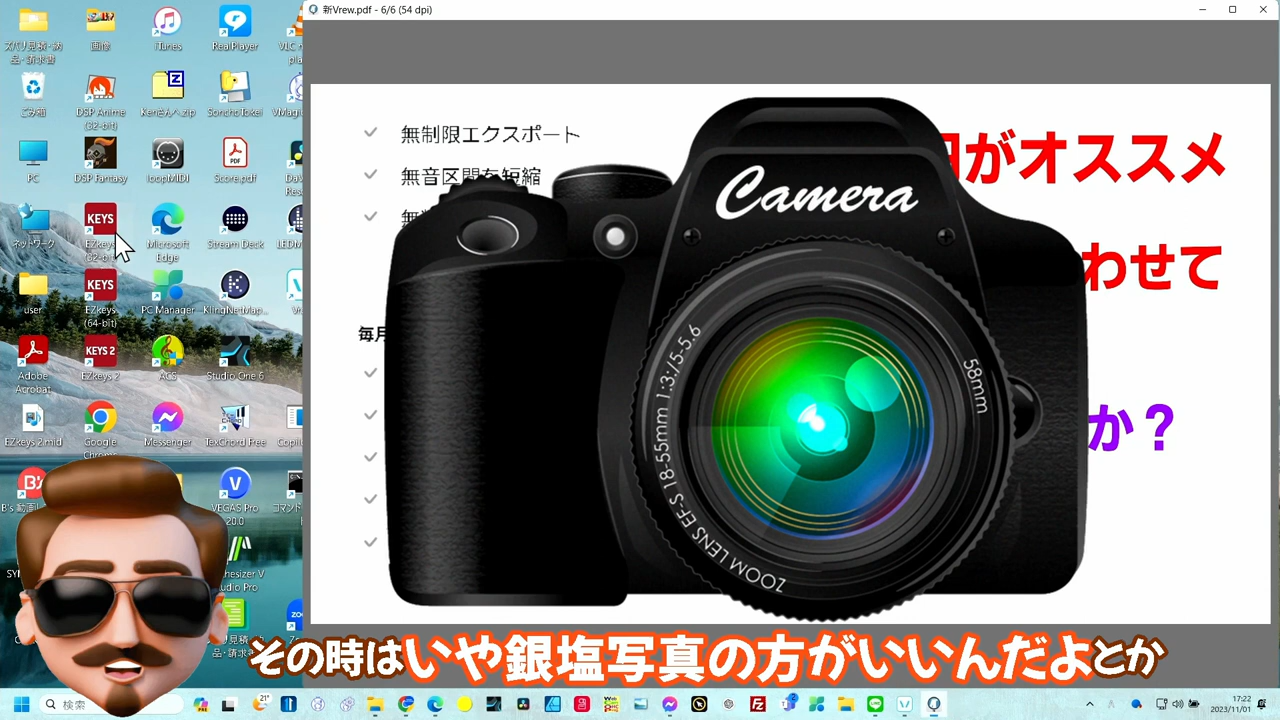 新Vrew.pdf - 6/6 (54 dpi)
ズバリ見積･納品･請求書
画像
iTunes
RealPlayer
ごみ箱
DSP Anime (32-bit)
Kenさんへ.zip
SonchoTokei
PC
DSP Fantasy
loopMIDI
Score.pdf
ネットワーク
Microsoft Edge
Stream Deck
user
EZkeys (64-bit)
PC Manager
KlingNetMap...
Adobe Acrobat
EZkeys 2
ACS
Studio One 6
EZkeys 2.mid
Google Chrome
Messenger
TexChord Free
VEGAS Pro 20.0
無制限エクスポート
無音区間を短縮
毎月
がオススメ
わせて
か？
Camera
ZOOM LENS EF-S 18-55mm 1:3:/5-5.6
58mm
その時はいや銀塩写真の方がいいんだよとか
検索
21°
17:22
2023/11/01